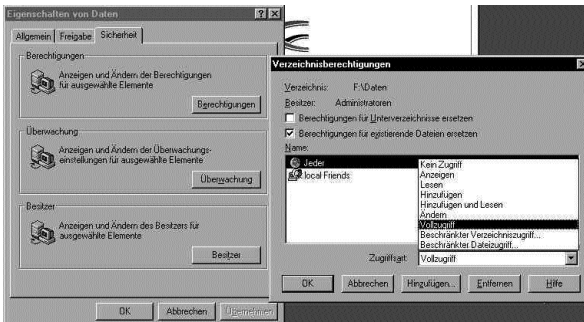 Eigenschaften von Daten
Allgemein Freigabe Sicherheit
Berechtigungen
Anzeigen und Ändern der Berechtigungen
für ausgewählte Elemente
Berechtigungen
Überwachung
Anzeigen und Ändern der Überwachungs-
einstellungen für ausgewählte Elemente
Überwachung
Besitzer
Anzeigen und Ändern des Besitzers für
ausgewählte Elemente
Besitzer
OK Abbrechen Übernehmen
Verzeichnisberechtigungen
Verzeichnis: F:\Daten
Besitzer: Administratoren
Berechtigungen für Unterverzeichnisse ersetzen
Berechtigungen für existierende Dateien ersetzen
Name:
Jeder
local Friends
Kein Zugriff
Anzeigen
Lesen
Hinzufügen
Hinzufügen und Lesen
Ändern
Vollzugriff
Beschränkter Verzeichniszugriff...
Beschränkter Dateizugriff...
Zugriffsart: Vollzugriff
OK Abbrechen Hinzufügen... Entfernen Hilfe